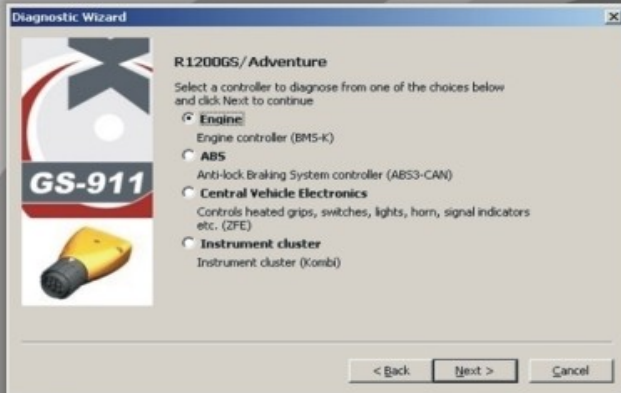 Diagnostic Wizard
GS-911
R1200GS/Adventure
Select a controller to diagnose from one of the choices below
and click Next to continue
Engine
Engine controller (BMS-K)
ABS
Anti-lock Braking System controller (ABS3-CAN)
Central Vehicle Electronics
Controls heated grips, switches, lights, horn, signal indicators
etc. (ZFE)
Instrument cluster
Instrument cluster (Kombi)
< Back Next > Cancel